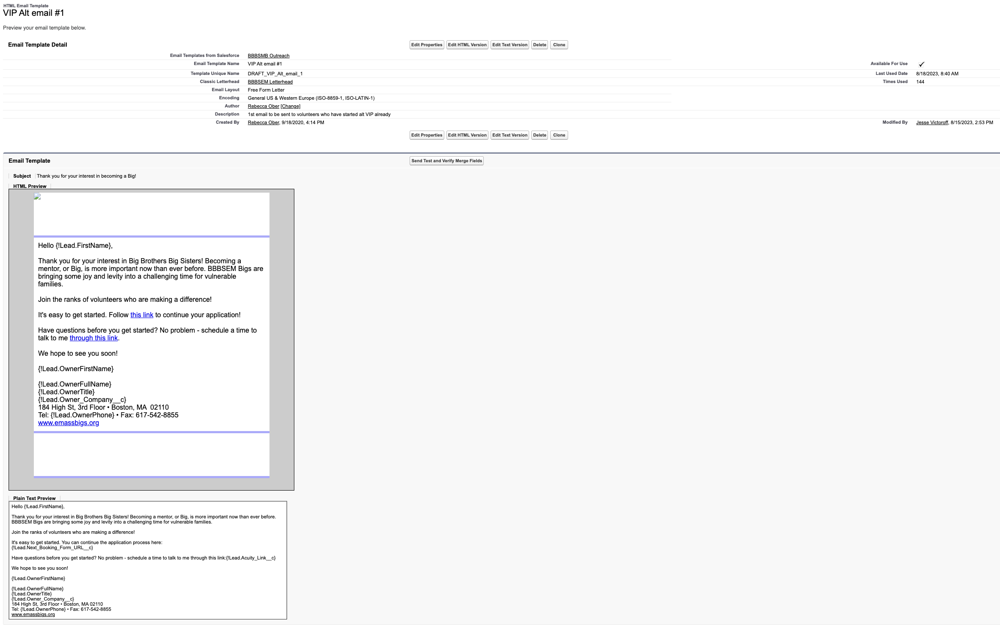 HTML Email Template
VIP Alt email #1
Preview your email template below.
Email Template Detail
Edit Properties Edit HTML Version Edit Text Version Delete Clone
Email Templates from Salesforce BBBSMB Outreach
Email Template Name VIP Alt email #1 Available For Use ✓
Template Unique Name DRAFT_VIP_Alt_email_1 Last Used Date 8/18/2023, 8:40 AM
Classic Letterhead BBBSEM Letterhead Times Used 144
Email Layout Free Form Letter
Encoding General US & Western Europe (ISO-8859-1, ISO-LATIN-1)
Author Rebecca Ober [Change]
Description 1st email to be sent to volunteers who have started alt VIP already
Created By Rebecca Ober, 9/18/2020, 4:14 PM Modified By Jesse Victoroff, 8/15/2023, 2:53 PM
Edit Properties Edit HTML Version Edit Text Version Delete Clone
Email Template Send Test and Verify Merge Fields
Subject Thank you for your interest in becoming a Big!
HTML Preview
Hello {!Lead.FirstName},
Thank you for your interest in Big Brothers Big Sisters! Becoming a
mentor, or Big, is more important now than ever before. BBBSEM Bigs are
bringing some joy and levity into a challenging time for vulnerable
families.
Join the ranks of volunteers who are making a difference!
It's easy to get started. Follow this link to continue your application!
Have questions before you get started? No problem - schedule a time to
talk to me through this link.
We hope to see you soon!
{!Lead.OwnerFirstName}
{!Lead.OwnerFullName}
{!Lead.OwnerTitle}
{!Lead.Owner_Company__c}
184 High St, 3rd Floor • Boston, MA  02110
Tel: {!Lead.OwnerPhone} • Fax: 617-542-8855
www.emassbigs.org
Plain Text Preview
Hello {!Lead.FirstName},
Thank you for your interest in Big Brothers Big Sisters! Becoming a mentor, or Big, is more important now than ever before.
BBBSEM Bigs are bringing some joy and levity into a challenging time for vulnerable families.
Join the ranks of volunteers who are making a difference!
It's easy to get started. You can continue the application process here:
{!Lead.Next_Booking_Form_URL__c}
Have questions before you get started? No problem - schedule a time to talk to me through this link:{!Lead.Acuity_Link__c}
We hope to see you soon!
{!Lead.OwnerFirstName}
{!Lead.OwnerFullName}
{!Lead.OwnerTitle}
{!Lead.Owner_Company__c}
184 High St, 3rd Floor • Boston, MA 02110
Tel: {!Lead.OwnerPhone} • Fax: 617-542-8855
www.emassbigs.org